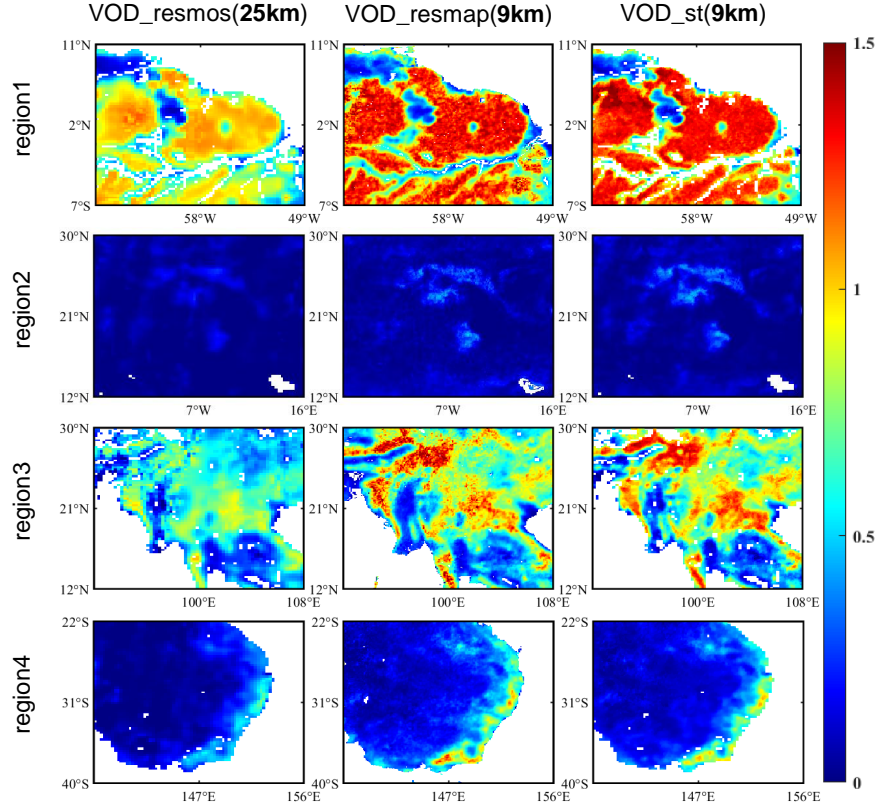 VOD_resmos(25km) VOD_resmap(9km) VOD_st(9km)
region1
11°N 2°N 7°S 58°W 49°W
11°N 2°N 7°S 58°W 49°W
11°N 2°N 7°S 58°W 49°W
region2
30°N 21°N 12°N 7°W 16°E
30°N 21°N 12°N 7°W 16°E
30°N 21°N 12°N 7°W 16°E
region3
30°N 21°N 12°N 100°E 108°E
30°N 21°N 12°N 100°E 108°E
30°N 21°N 12°N 100°E 108°E
region4
22°S 31°S 40°S 147°E 156°E
22°S 31°S 40°S 147°E 156°E
22°S 31°S 40°S 147°E 156°E
1.5
1
0.5
0